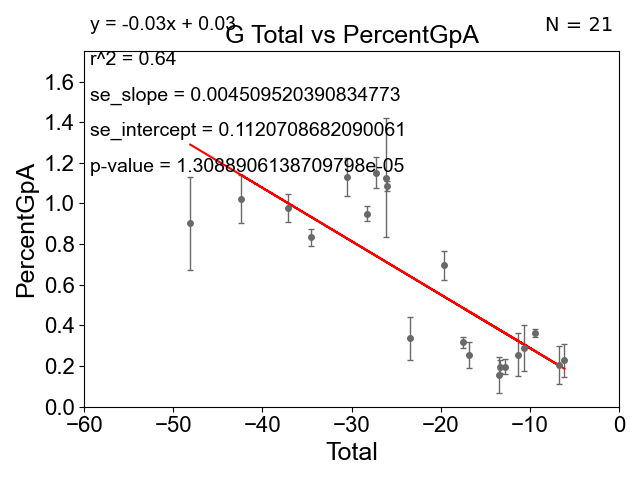 y = -0.03x + 0.03
N = 21
G Total vs PercentGpA
r^2 = 0.64
se_slope = 0.004509520390834773
se_intercept = 0.1120708682090061
p-value = 1.3088906138709798e-05
PercentGpA
1.6
1.4
1.2
1.0
0.8
0.6
0.4
0.2
0.0
−60 −50 −40 −30 −20 −10 0
Total